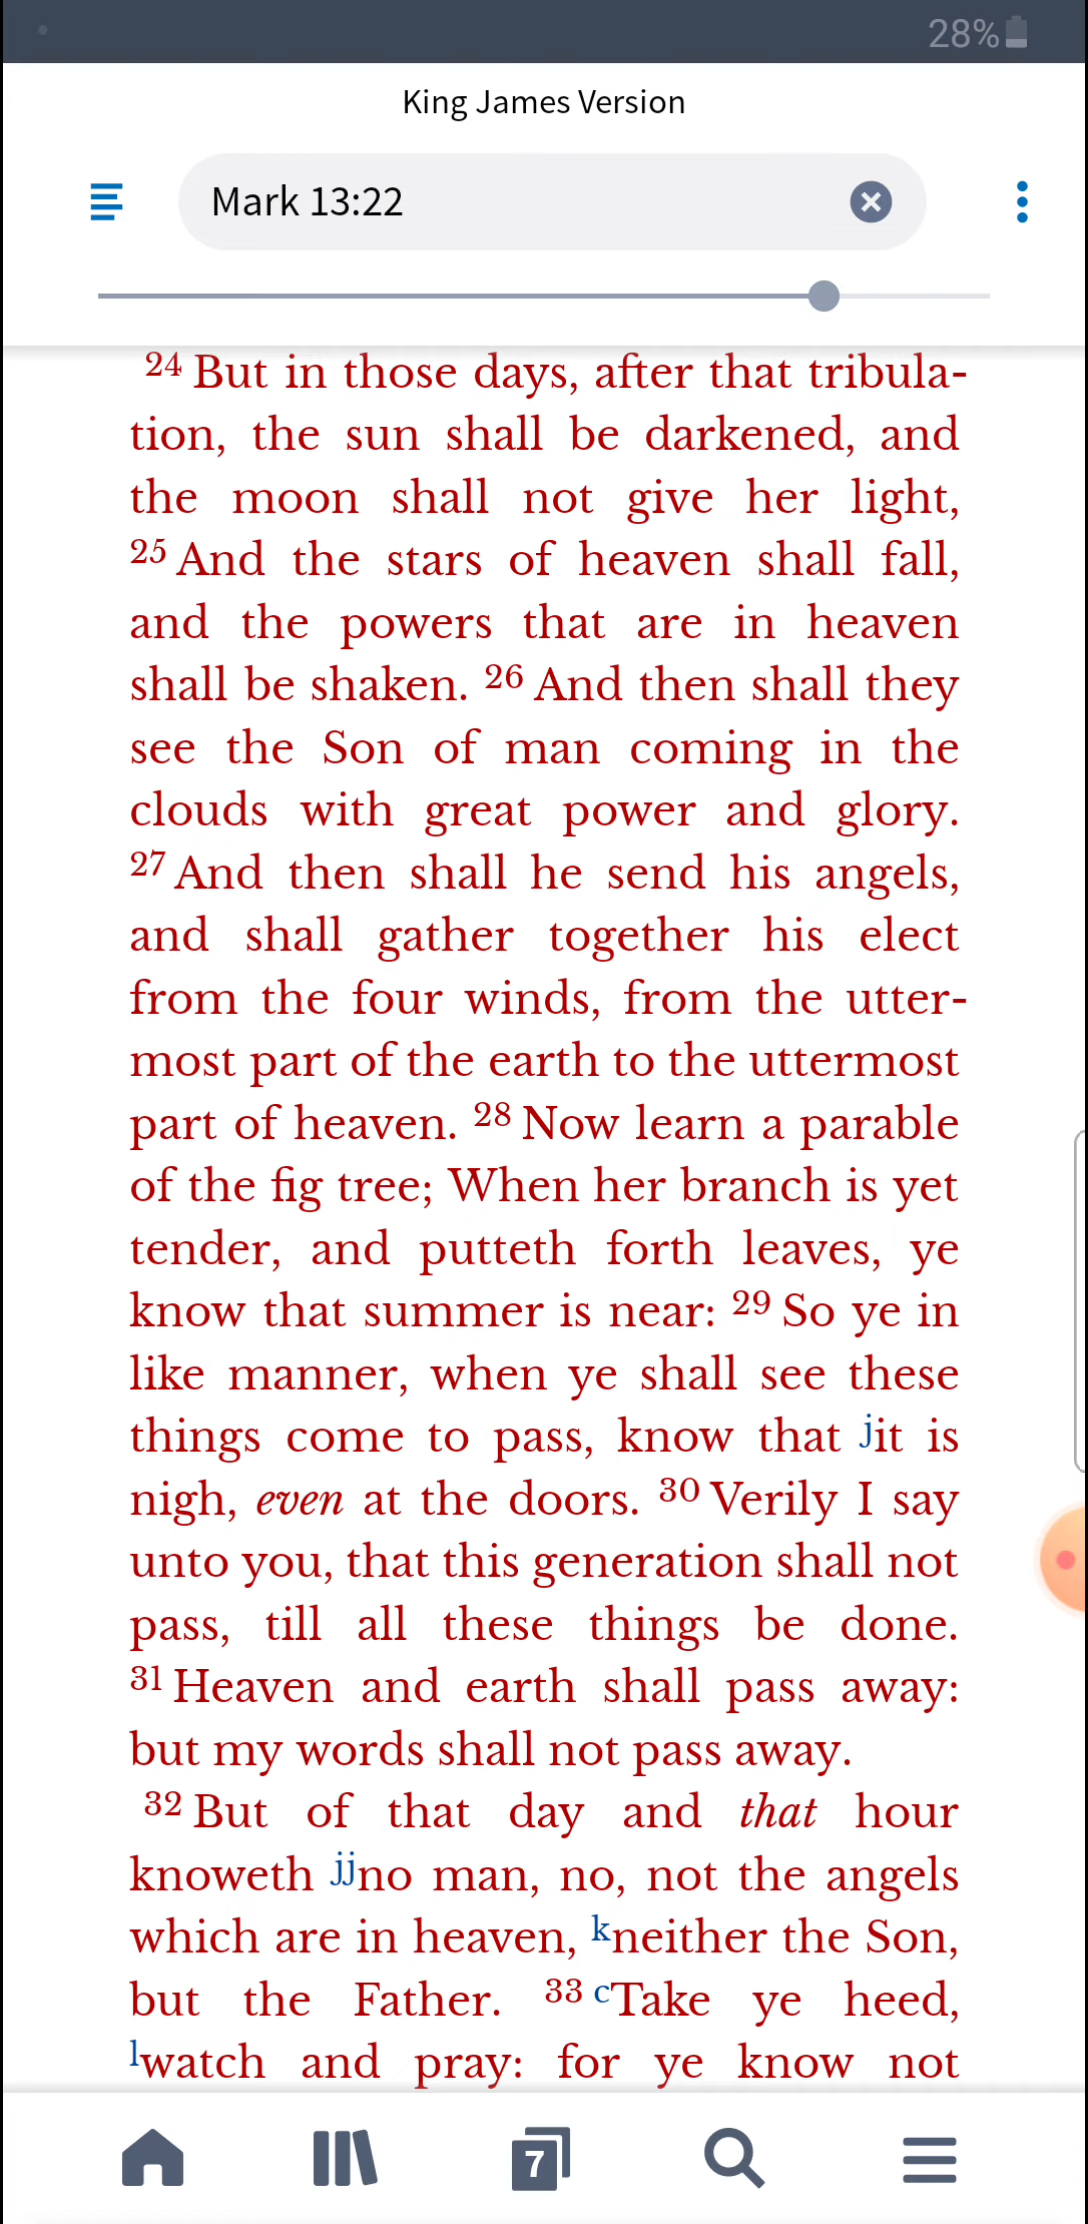 28%
King James Version
Mark 13:22
24 But in those days, after that tribula-
tion, the sun shall be darkened, and
the moon shall not give her light,
25 And the stars of heaven shall fall,
and the powers that are in heaven
shall be shaken. 26 And then shall they
see the Son of man coming in the
clouds with great power and glory.
27 And then shall he send his angels,
and shall gather together his elect
from the four winds, from the utter-
most part of the earth to the uttermost
part of heaven. 28 Now learn a parable
of the fig tree; When her branch is yet
tender, and putteth forth leaves, ye
know that summer is near: 29 So ye in
like manner, when ye shall see these
things come to pass, know that jit is
nigh, even at the doors. 30 Verily I say
unto you, that this generation shall not
pass, till all these things be done.
31 Heaven and earth shall pass away:
but my words shall not pass away.
32 But of that day and that hour
knoweth jjno man, no, not the angels
which are in heaven, kneither the Son,
but the Father. 33 cTake ye heed,
lwatch and pray: for ye know not
7